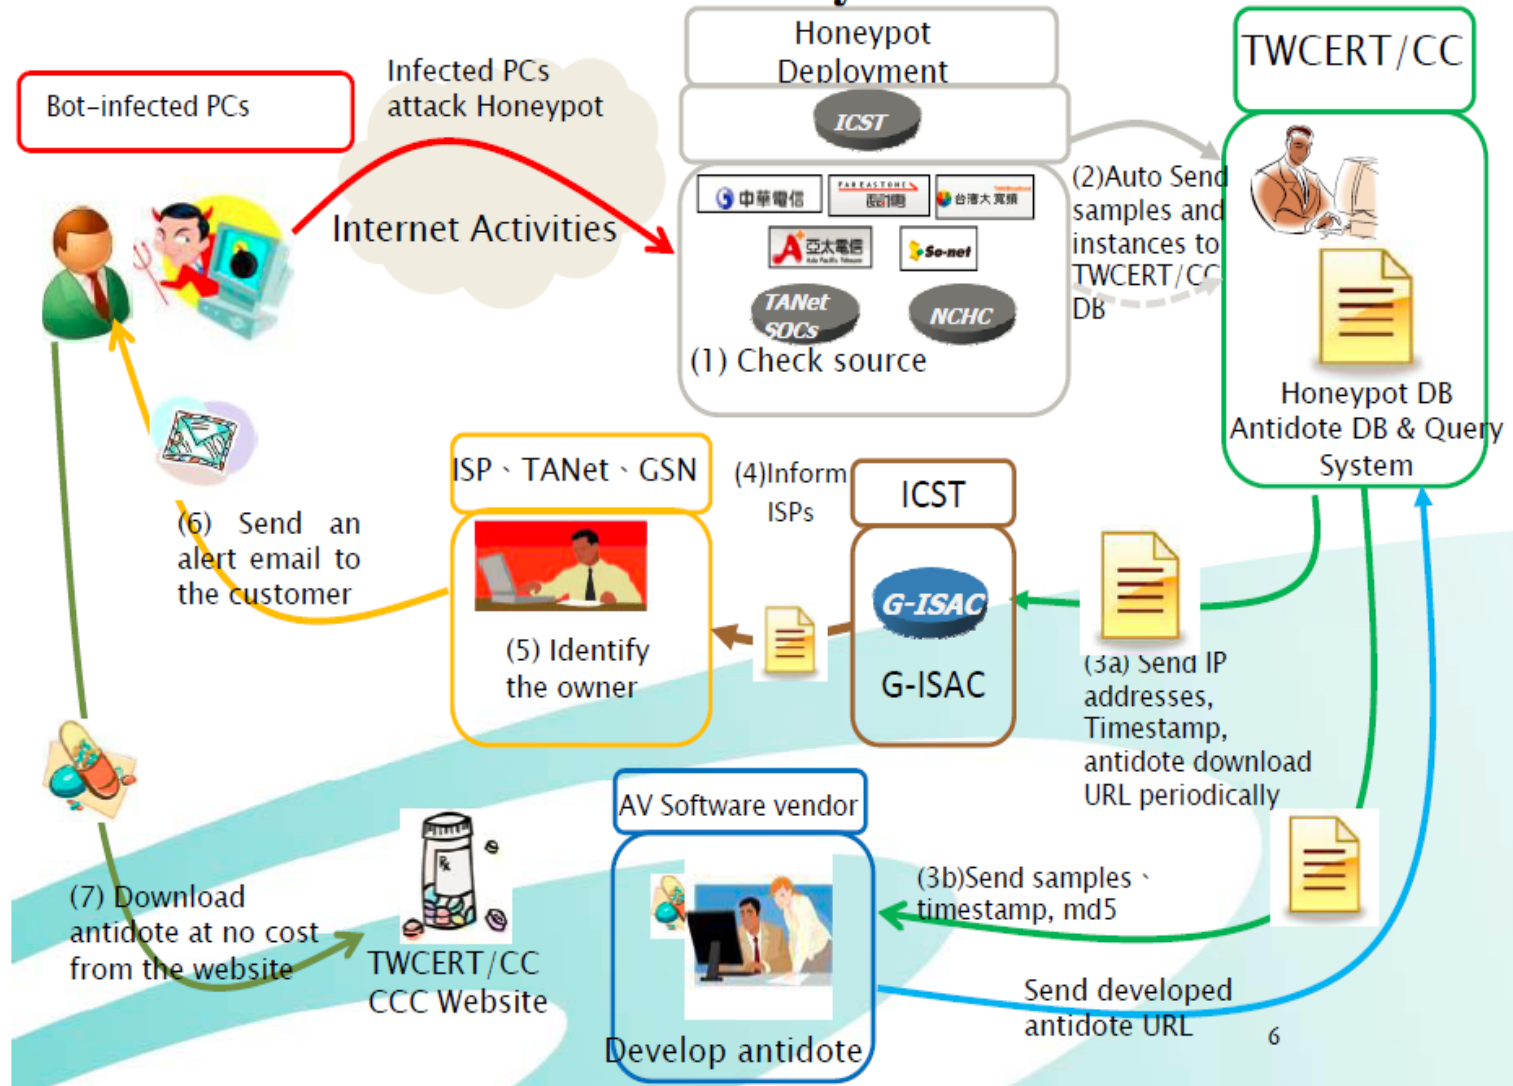 Honeypot
Deployment
TWCERT/CC
Bot-infected PCs
Infected PCs
attack Honeypot
Internet Activities
ICST
中華電信
FAREASTONE
台灣大寬頻
亞太電信
Asia Pacific Telecom
So-net
TANet
SOCs
NCHC
(1) Check source
(2)Auto Send
samples and
instances to
TWCERT/CC
DB
Honeypot DB
Antidote DB & Query
System
ISP、TANet、GSN
(4)Inform
ISPs
ICST
G-ISAC
G-ISAC
(5) Identify
the owner
(6) Send an
alert email to
the customer
(3a) Send IP
addresses,
Timestamp,
antidote download
URL periodically
AV Software vendor
(3b)Send samples、
timestamp, md5
Develop antidote
Send developed
antidote URL
(7) Download
antidote at no cost
from the website
Rx
TWCERT/CC
CCC Website
6